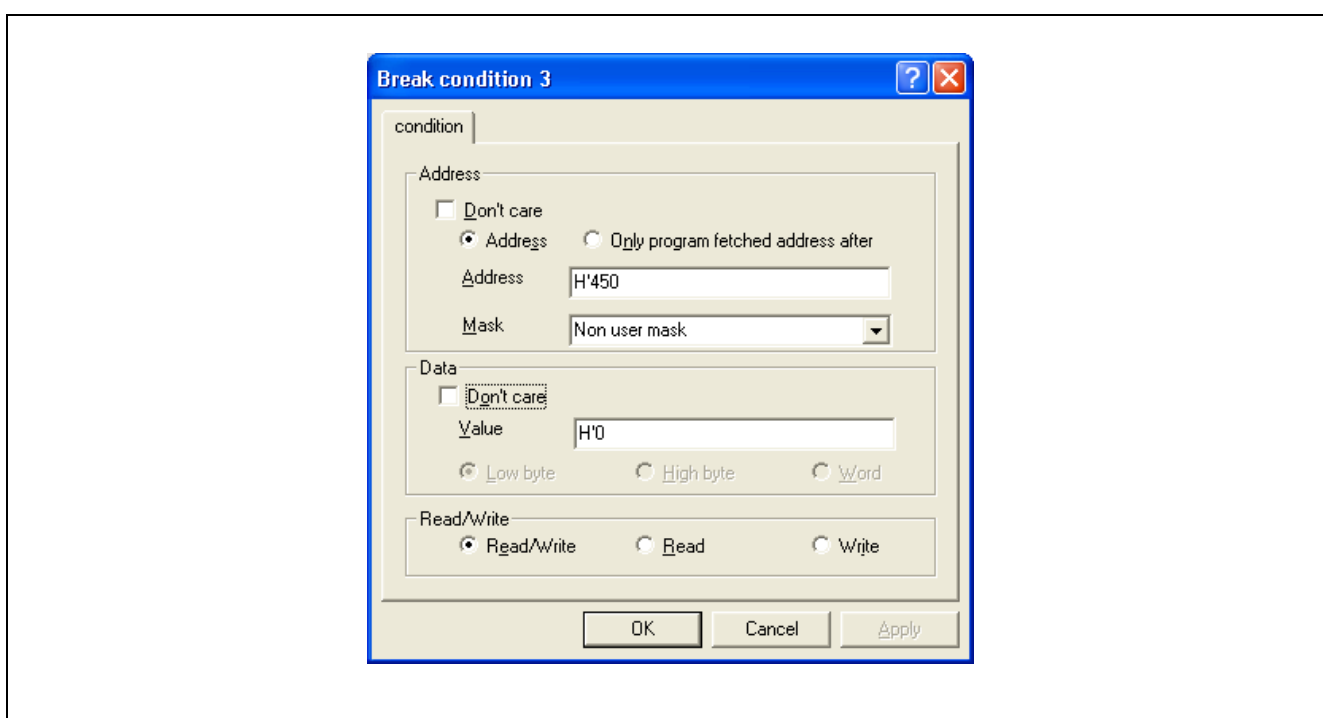 Break condition 3
condition
Address
Don't care
Address Only program fetched address after
Address H'450
Mask Non user mask
Data
Don't care
Value H'0
Low byte High byte Word
Read/Write
Read/Write Read Write
OK Cancel Apply